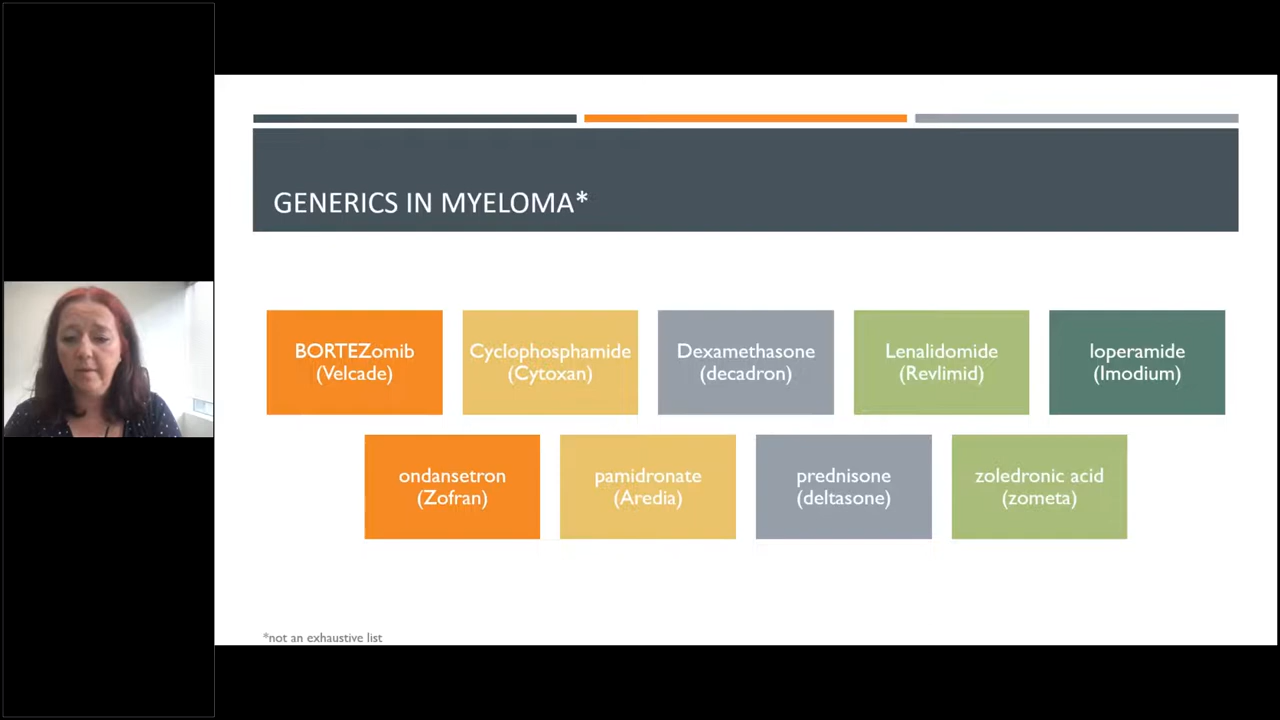 GENERICS IN MYELOMA*
BORTEZomib
(Velcade)
Cyclophosphamide
(Cytoxan)
Dexamethasone
(decadron)
Lenalidomide
(Revlimid)
loperamide
(Imodium)
ondansetron
(Zofran)
pamidronate
(Aredia)
prednisone
(deltasone)
zoledronic acid
(zometa)
*not an exhaustive list